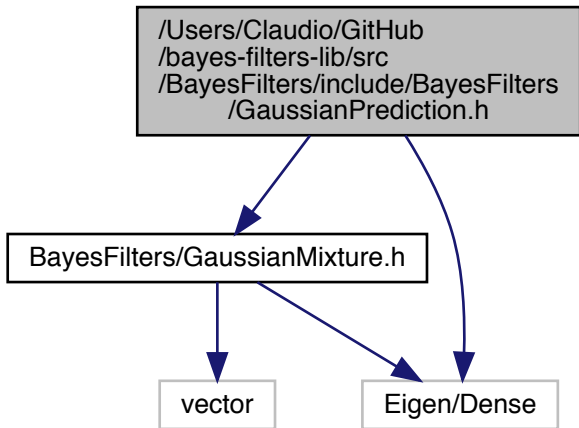 /Users/Claudio/GitHub
/bayes-filters-lib/src
/BayesFilters/include/BayesFilters
/GaussianPrediction.h
BayesFilters/GaussianMixture.h
vector
Eigen/Dense